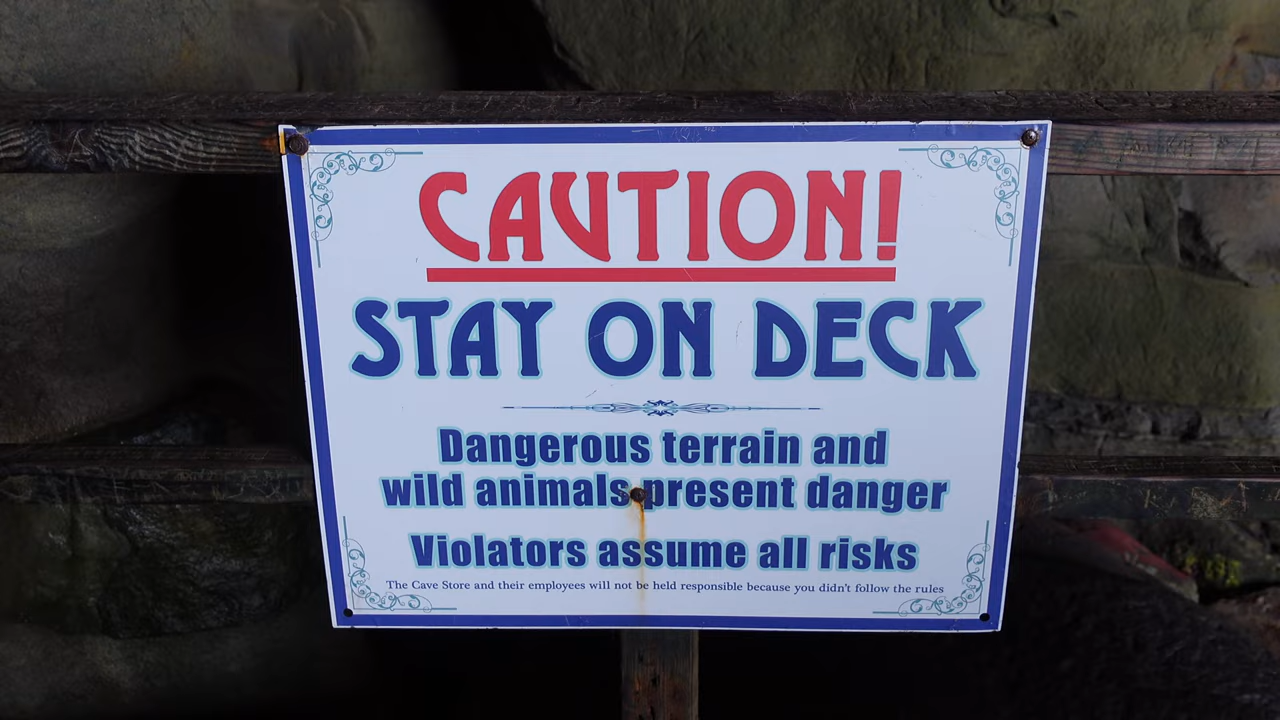 CAUTION!
STAY ON DECK
Dangerous terrain and
wild animals present danger
Violators assume all risks
The Cave Store and their employees will not be held responsible because you didn't follow the rules